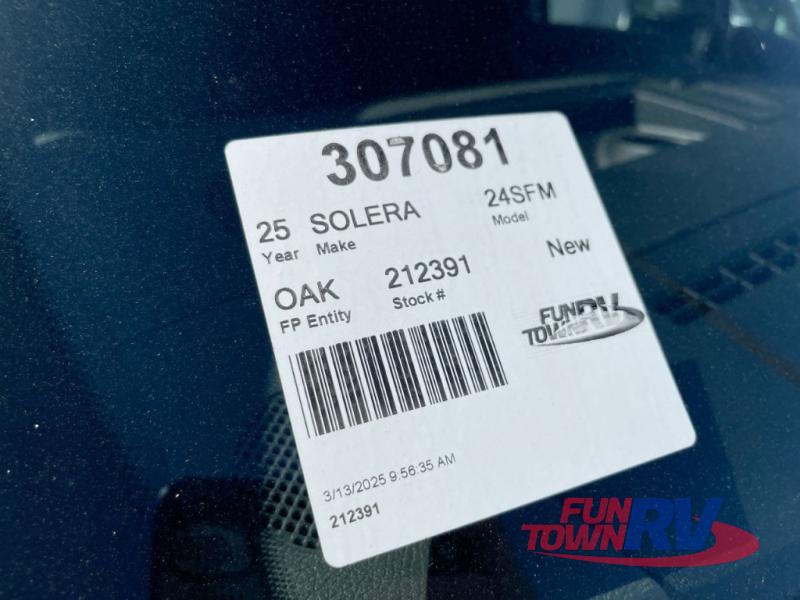 307081
25 SOLERA 24SFM
Year Make Model
OAK 212391 New
FP Entity Stock #
FUN
TOWN RV
3/13/2025 9:56:35 AM
212391
FUN
TOWN RV